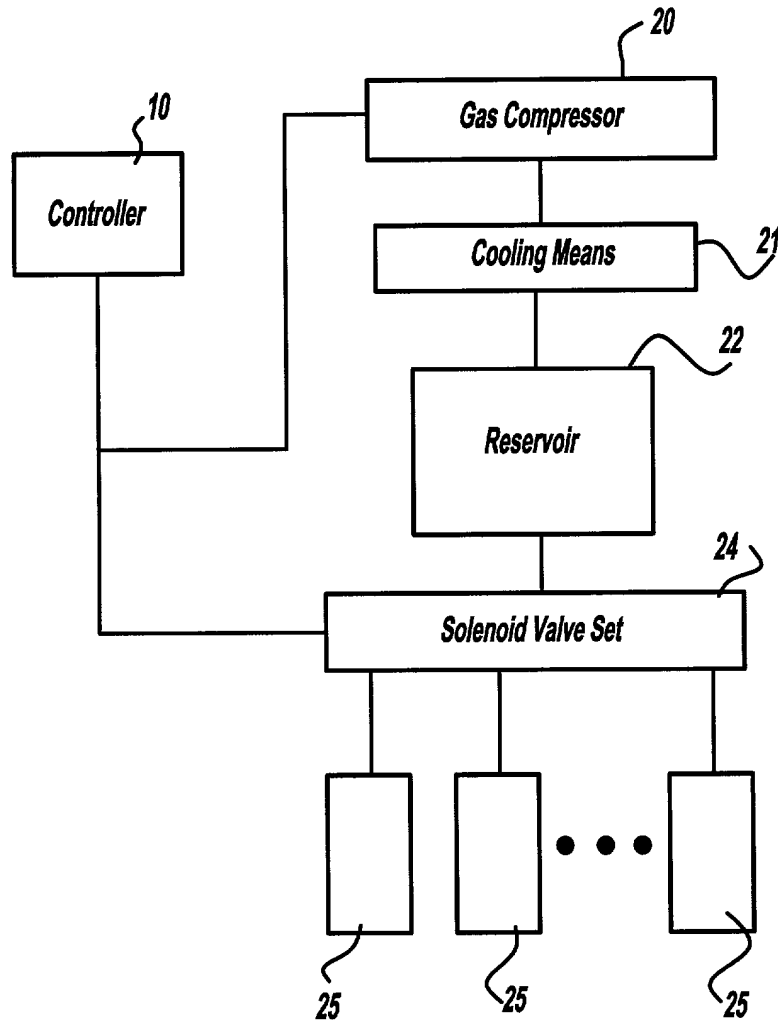 20
10
Gas Compressor
Controller
Cooling Means
21
22
Reservoir
24
Solenoid Valve Set
25
25
25